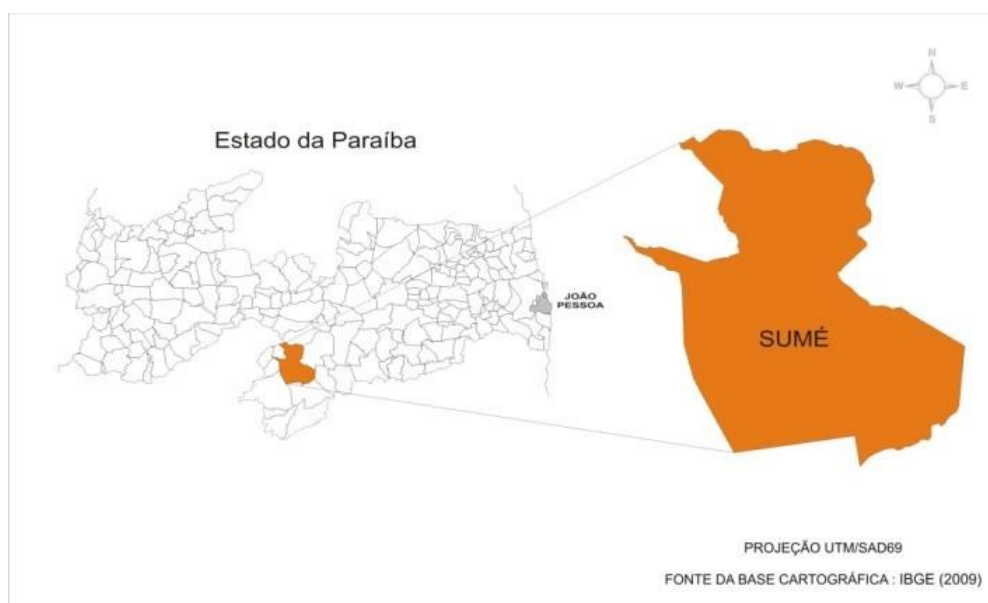 N
W E
S
Estado da Paraíba
JOÃO
PESSOA
SUMÉ
PROJEÇÃO UTM/SAD69
FONTE DA BASE CARTOGRÁFICA : IBGE (2009)